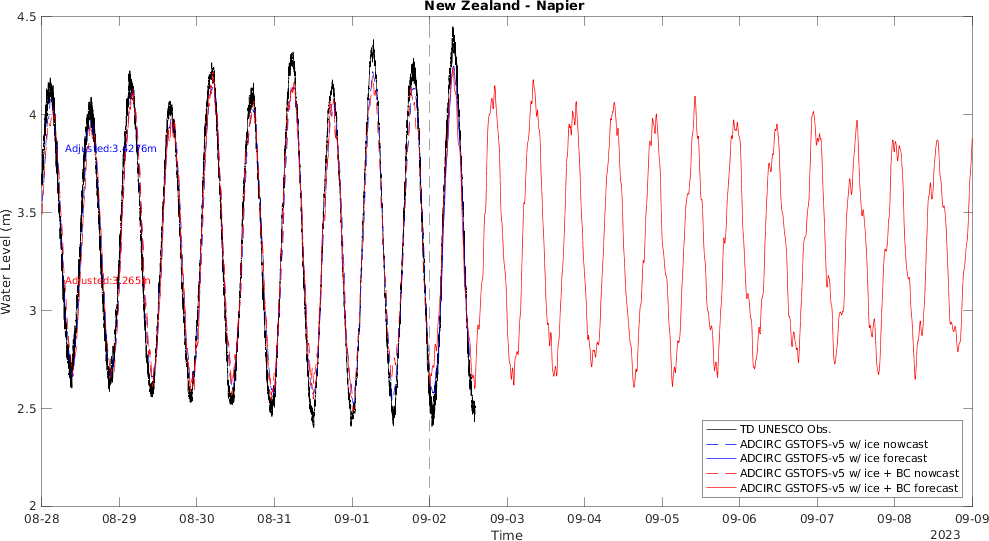 New Zealand - Napier
Water Level (m)
4.5
4
3.5
3
2.5
2
Adjusted:3.4276m
Adjusted:3.265m
TD UNESCO Obs.
ADCIRC GSTOFS-v5 w/ ice nowcast
ADCIRC GSTOFS-v5 w/ ice forecast
ADCIRC GSTOFS-v5 w/ ice + BC nowcast
ADCIRC GSTOFS-v5 w/ ice + BC forecast
08-28 08-29 08-30 08-31 09-01 09-02 09-03 09-04 09-05 09-06 09-07 09-08 09-09
Time
2023